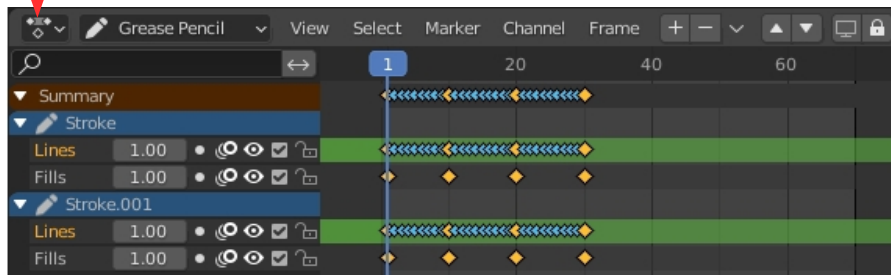 Grease Pencil View Select Marker Channel Frame
1 20 40 60
Summary
Stroke
Lines 1.00
Fills 1.00
Stroke.001
Lines 1.00
Fills 1.00